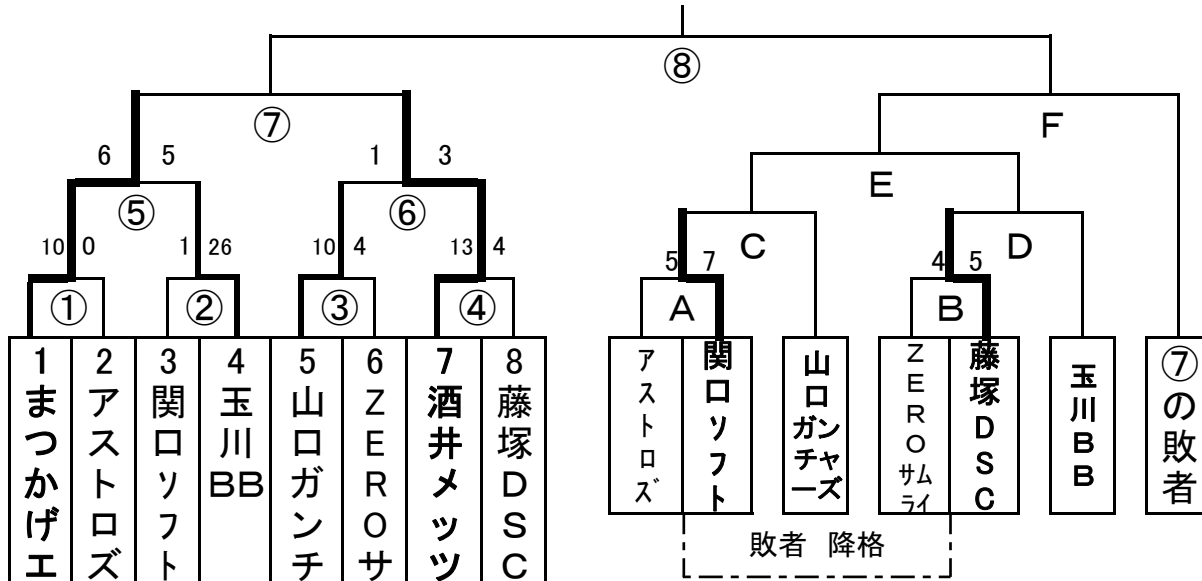 ⑧
⑦
F
6 5
1 3
E
⑤
⑥
10 0
1 26
10 4
13 4
C
D
5 7
4 5
①
②
③
④
A
B
1まつかげエ
2アストロズ
3関口ソフト
4玉川BB
5山口ガンチ
6ZEROサ
7酒井メッツ
8藤塚DSC
アストロズ
関口ソフト
山口ガンチャーズ
ZEROサムライ
藤塚DSC
玉川BB
⑦の敗者
敗者 降格